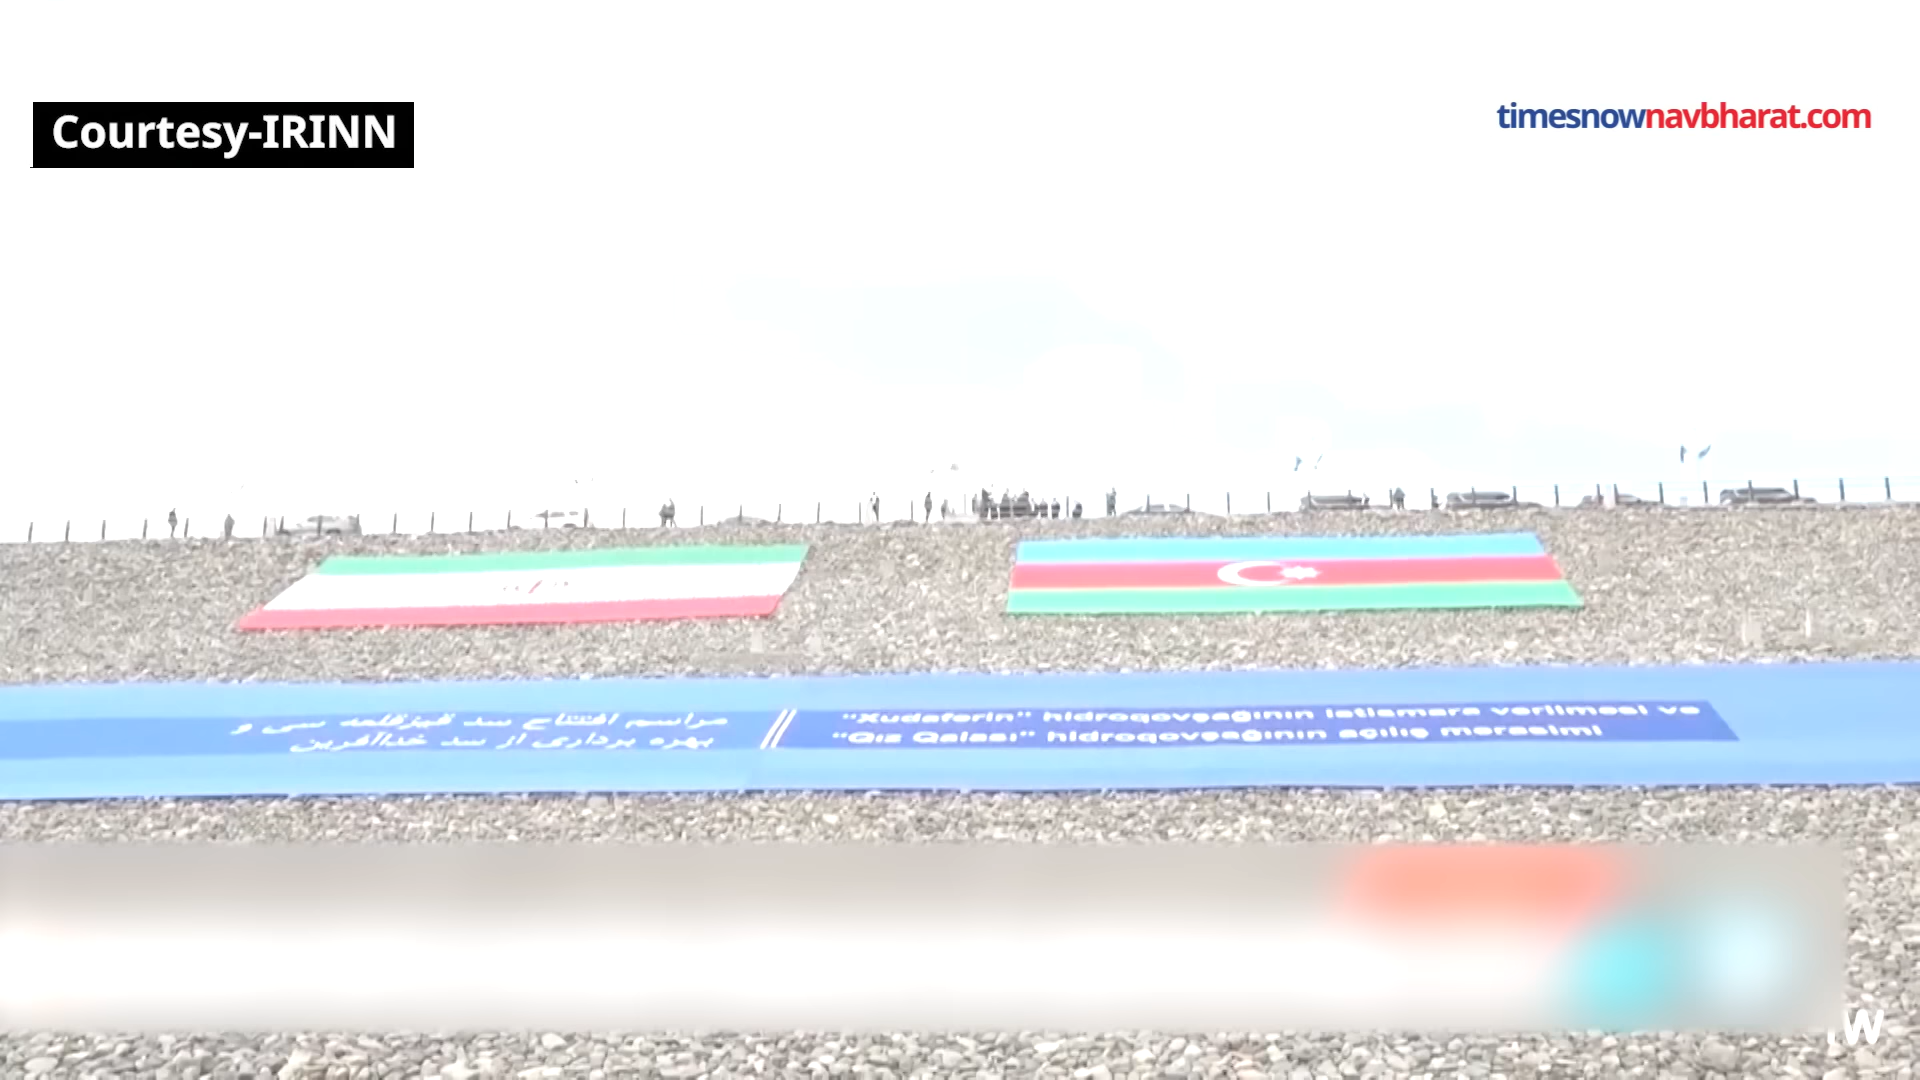 Courtesy-IRINN
timesnownavbharat.com
مراسم افتتاح سد قیزقلعه سی و
بهره برداری از سد خداآفرین
"Xudafərin" hidroqovşağının istismara verilməsi və
"Qız Qalası" hidroqovşağının açılış mərasimi
W